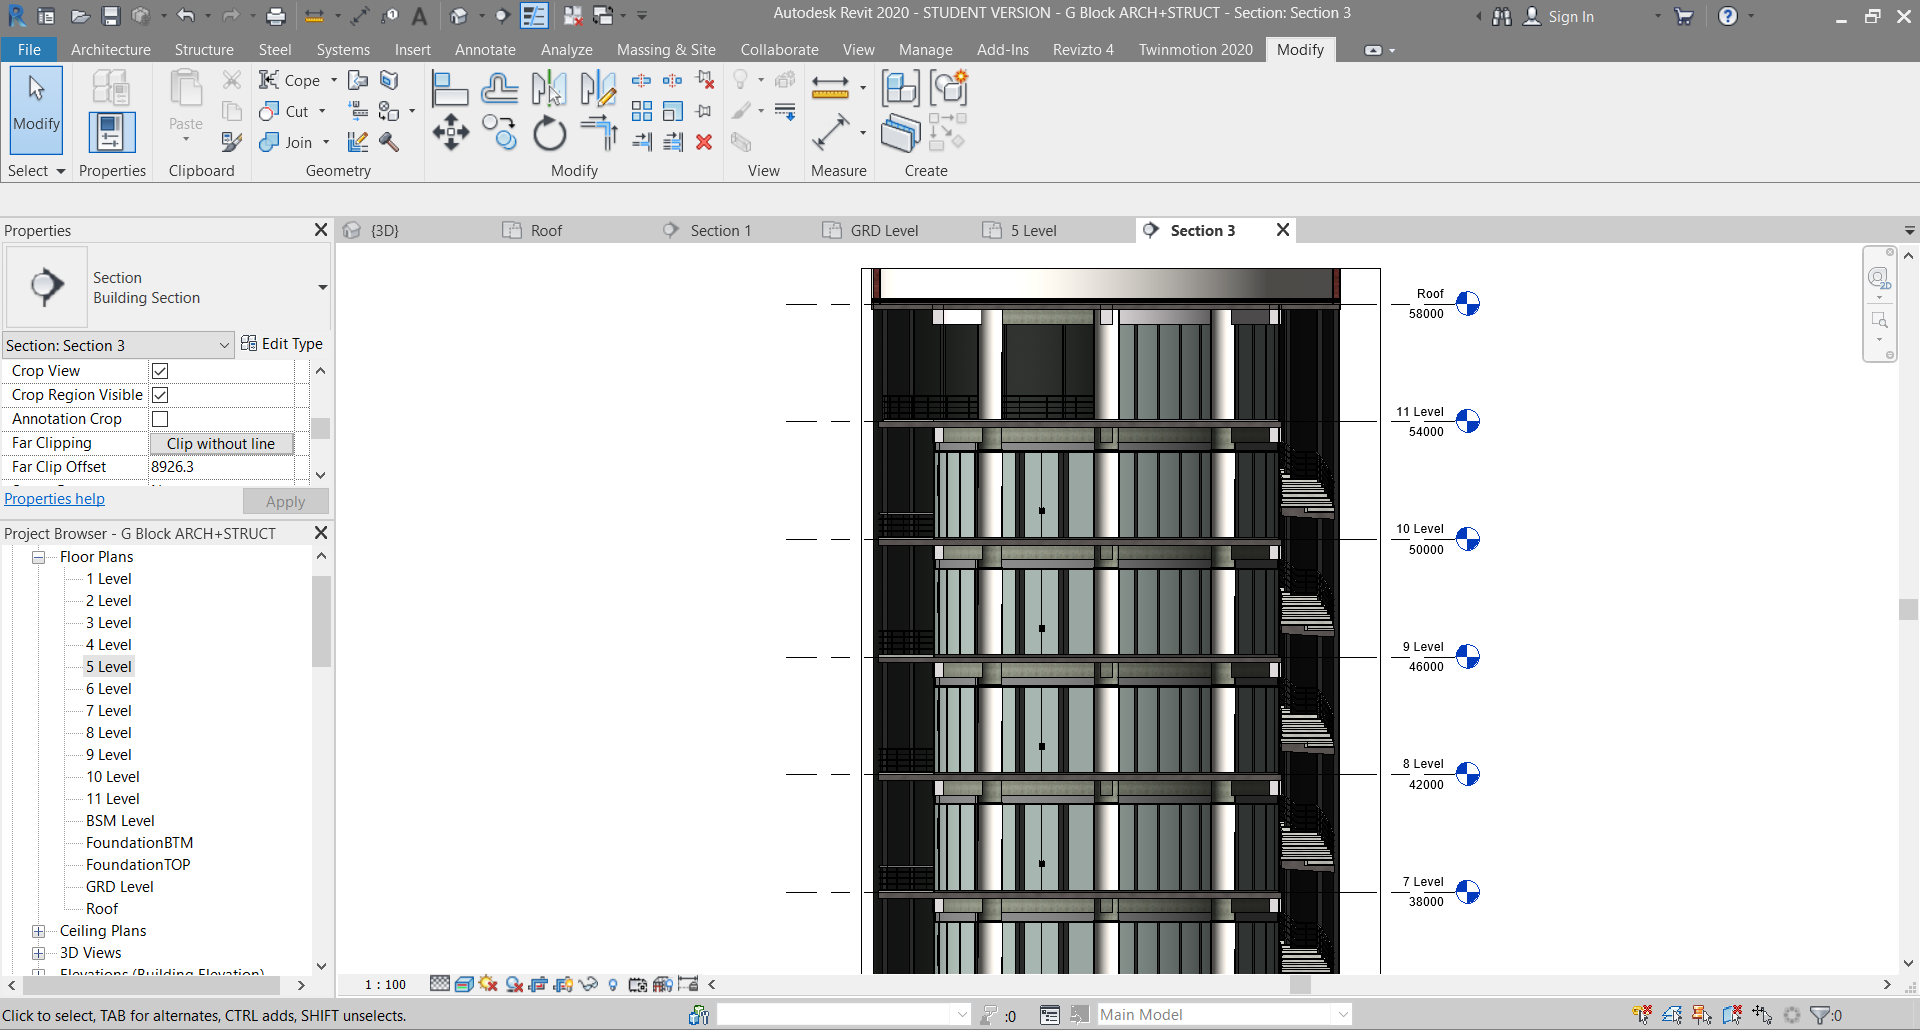 Autodesk Revit 2020 - STUDENT VERSION - G Block ARCH+STRUCT - Section: Section 3
Sign In
File Architecture Structure Steel Systems Insert Annotate Analyze Massing & Site Collaborate View Manage Add-Ins Revizto 4 Twinmotion 2020 Modify
Modify
Paste
Cope
Cut
Join
Select Properties Clipboard Geometry Modify View Measure Create
Properties
{3D} Roof Section 1 GRD Level 5 Level Section 3
Section
Building Section
Section: Section 3
Edit Type
Crop View
Crop Region Visible
Annotation Crop
Far Clipping Clip without line
Far Clip Offset 8926.3
Properties help
Apply
Project Browser - G Block ARCH+STRUCT
Floor Plans
1 Level
2 Level
3 Level
4 Level
5 Level
6 Level
7 Level
8 Level
9 Level
10 Level
11 Level
BSM Level
FoundationBTM
FoundationTOP
GRD Level
Roof
Ceiling Plans
3D Views
Elevations (Building Elevation)
2D
Roof
58000
11 Level
54000
10 Level
50000
9 Level
46000
8 Level
42000
7 Level
38000
1 : 100
Click to select, TAB for alternates, CTRL adds, SHIFT unselects.
:0
Main Model
:0